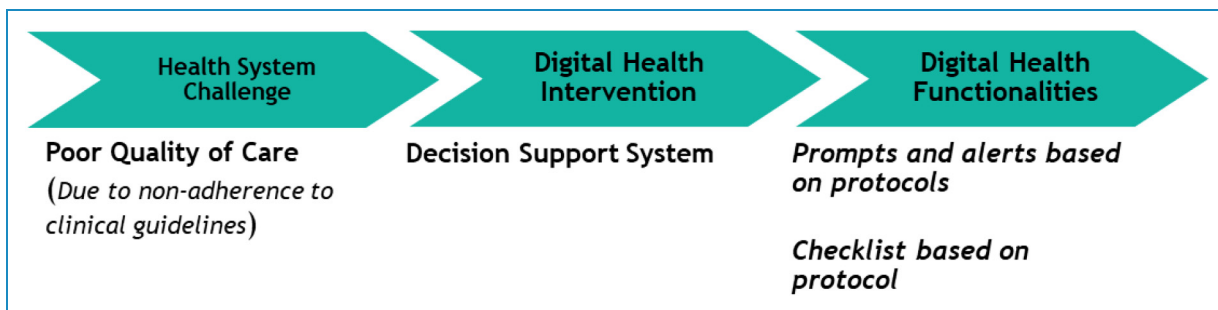 Health System
Challenge
Digital Health
Intervention
Digital Health
Functionalities
Poor Quality of Care
(Due to non-adherence to
clinical guidelines)
Decision Support System
Prompts and alerts based
on protocols
Checklist based on
protocol